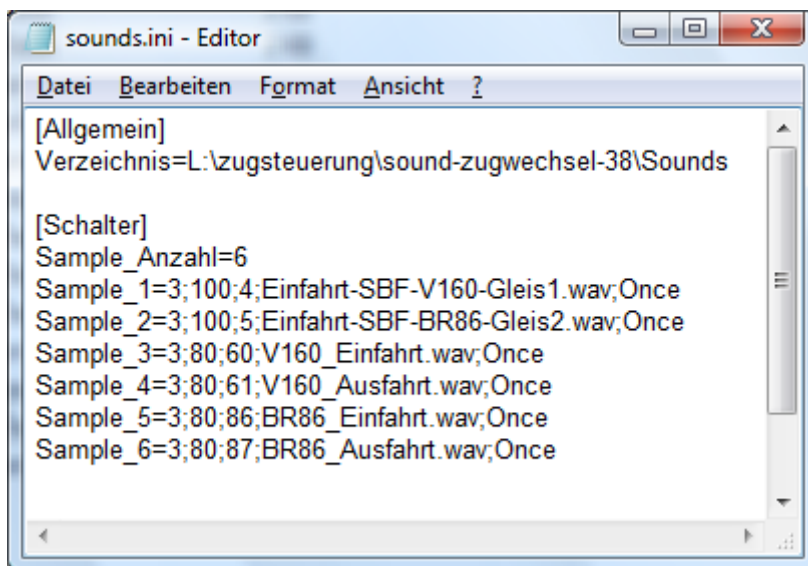 sounds.ini - Editor
Datei Bearbeiten Format Ansicht ?
[Allgemein]
Verzeichnis=L:\zugsteuerung\sound-zugwechsel-38\Sounds
[Schalter]
Sample_Anzahl=6
Sample_1=3;100;4;Einfahrt-SBF-V160-Gleis1.wav;Once
Sample_2=3;100;5;Einfahrt-SBF-BR86-Gleis2.wav;Once
Sample_3=3;80;60;V160_Einfahrt.wav;Once
Sample_4=3;80;61;V160_Ausfahrt.wav;Once
Sample_5=3;80;86;BR86_Einfahrt.wav;Once
Sample_6=3;80;87;BR86_Ausfahrt.wav;Once